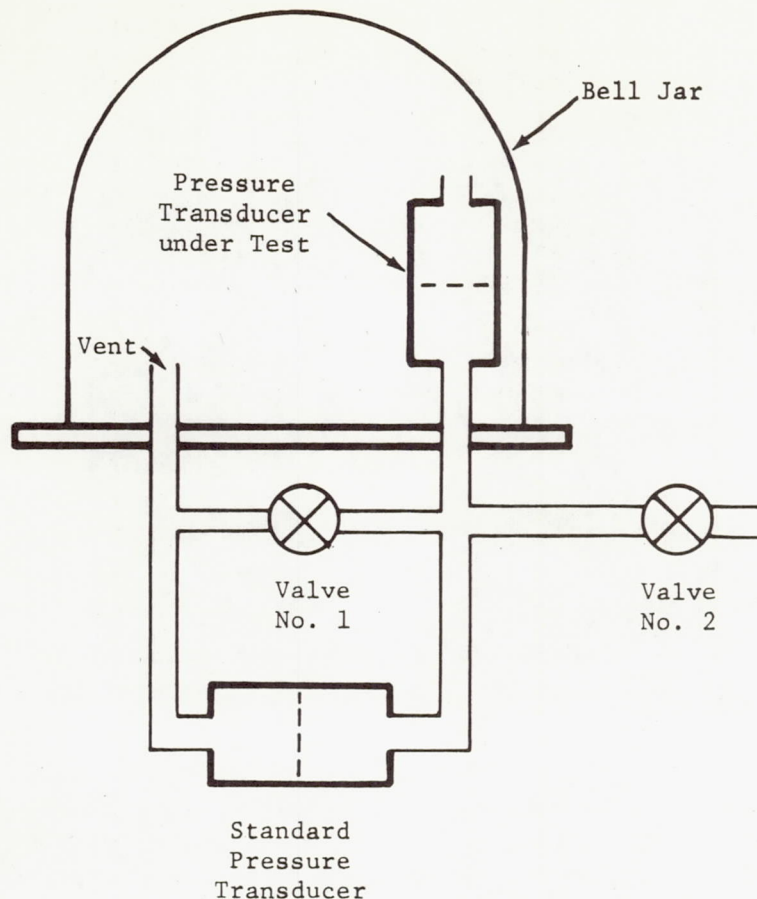 Bell Jar
Pressure
Transducer
under Test
Vent
Valve
No. 1
Valve
No. 2
Standard
Pressure
Transducer